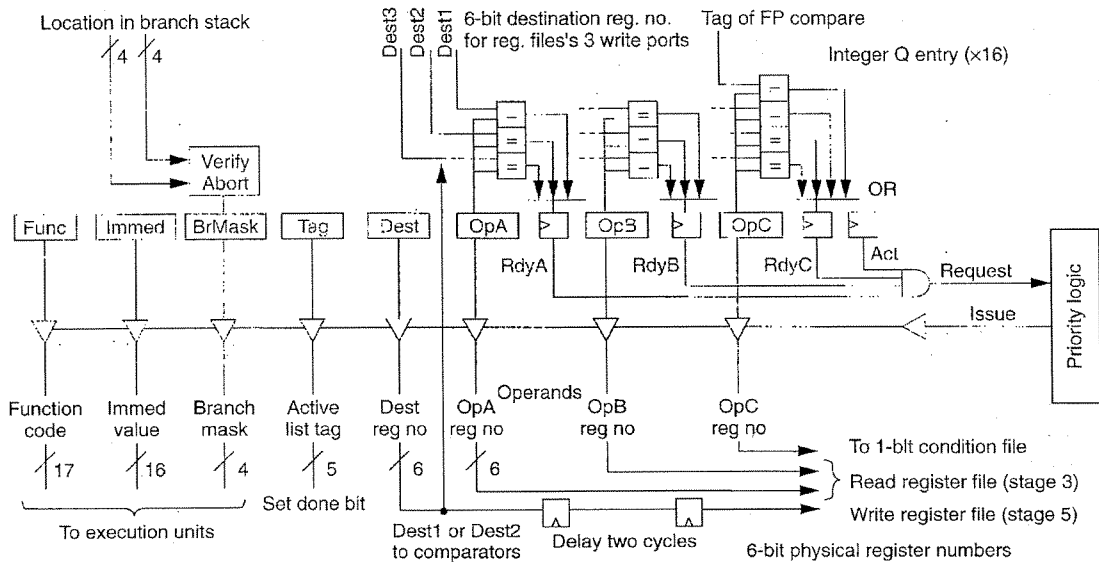 Location in branch stack
4
4
Dest3
Dest2
Dest1
6-bit destination reg. no.
for reg. files's 3 write ports
Tag of FP compare
Integer Q entry (×16)
Verify
Abort
=
=
=
=
=
=
=
=
=
=
OR
Func
Immed
BrMask
Tag
Dest
OpA
OpB
OpC
RdyA
RdyB
RdyC
Act
Request
Issue
Priority logic
Operands
Function
code
Immed
value
Branch
mask
Active
list tag
Dest
reg no
OpA
reg no
OpB
reg no
OpC
reg no
17
16
4
5
6
6
To 1-bit condition file
Read register file (stage 3)
Write register file (stage 5)
Set done bit
To execution units
Dest1 or Dest2
to comparators
Delay two cycles
6-bit physical register numbers